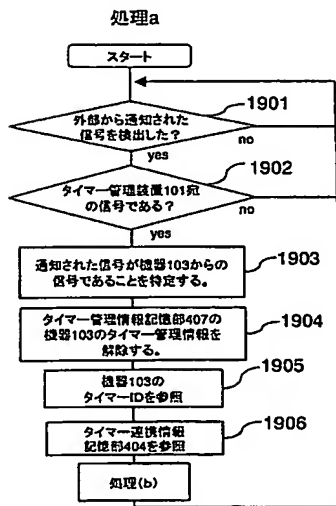 処理a
スタート
外部から通知された
信号を検出した？
1901
no
yes
1902
タイマー管理装置101宛
の信号である？
no
yes
通知された信号が機器103からの
信号であることを特定する。
1903
タイマー管理情報記憶部407の
機器103のタイマー管理情報を
解除する。
1904
機器103の
タイマーIDを参照
1905
タイマー連携情報
記憶部404を参照
1906
処理(b)